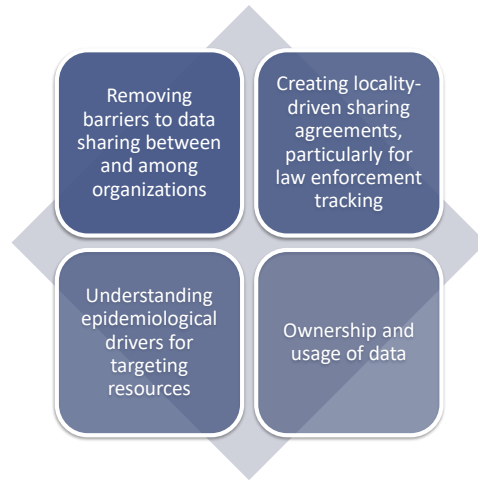 Removing
barriers to data
sharing between
and among
organizations
Creating locality-
driven sharing
agreements,
particularly for
law enforcement
tracking
Understanding
epidemiological
drivers for
targeting
resources
Ownership and
usage of data